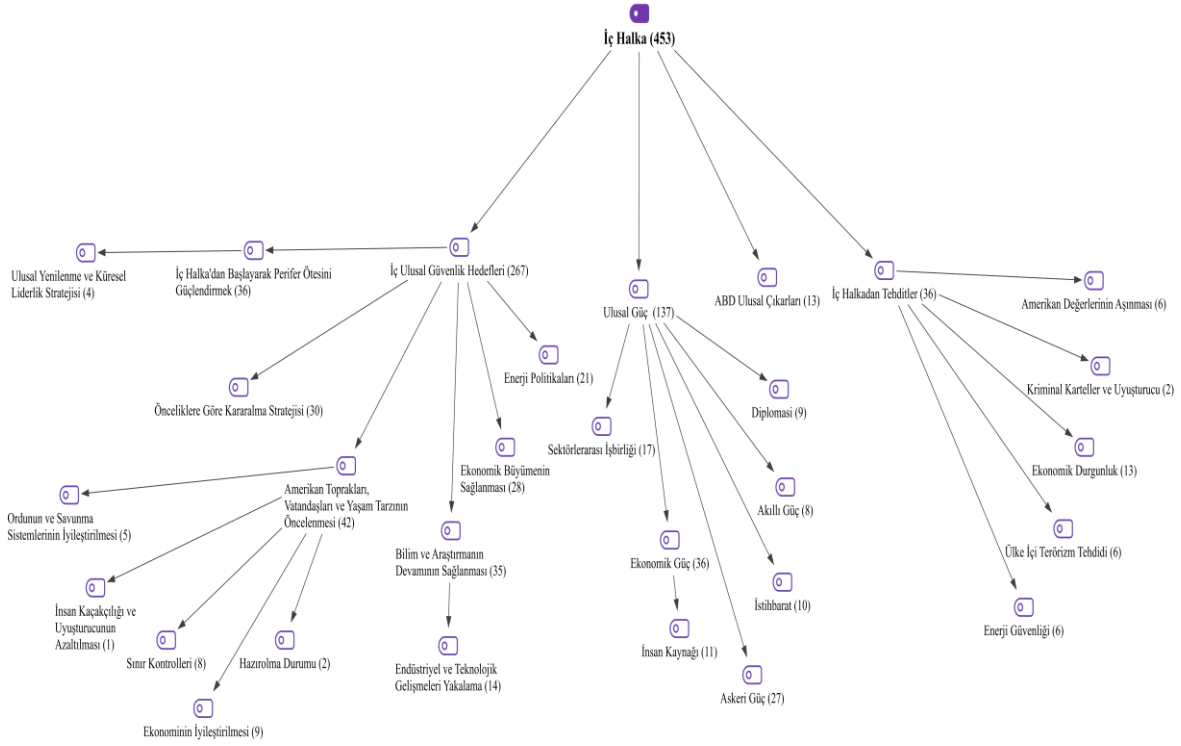 İç Halka (453)
Ulusal Yenilenme ve Küresel
Liderlik Stratejisi (4)
İç Halka'dan Başlayarak Perifer Ötesini
Güçlendirmek (36)
İç Ulusal Güvenlik Hedefleri (267)
Ulusal Güç (137)
ABD Ulusal Çıkarları (13)
İç Halkadan Tehditler (36)
Amerikan Değerlerinin Aşınması (6)
Enerji Politikaları (21)
Kriminal Karteller ve Uyuşturucu (2)
Önceliklere Göre Kararalma Stratejisi (30)
Diplomasi (9)
Sektörlerarası İşbirliği (17)
Ekonomik Durgunluk (13)
Ekonomik Büyümenin
Sağlanması (28)
Amerikan Toprakları,
Vatandaşları ve Yaşam Tarzının
Öncelenmesi (42)
Akıllı Güç (8)
Ordunun ve Savunma
Sistemlerinin İyileştirilmesi (5)
Bilim ve Araştırmanın
Devamının Sağlanması (35)
Ekonomik Güç (36)
Ülke İçi Terörizm Tehdidi (6)
İstihbarat (10)
İnsan Kaçakçılığı ve
Uyuşturucunun
Azaltılması (1)
Enerji Güvenliği (6)
Sınır Kontrolleri (8)
Hazırolma Durumu (2)
İnsan Kaynağı (11)
Endüstriyel ve Teknolojik
Gelişmeleri Yakalama (14)
Askeri Güç (27)
Ekonominin İyileştirilmesi (9)